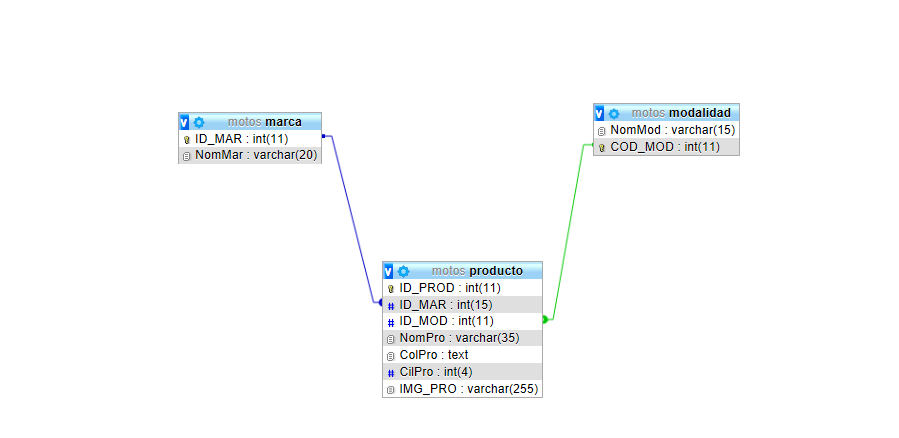 motos marca
ID_MAR : int(11)
NomMar : varchar(20)
motos modalidad
NomMod : varchar(15)
COD_MOD : int(11)
motos producto
ID_PROD : int(11)
# ID_MAR : int(15)
# ID_MOD : int(11)
NomPro : varchar(35)
ColPro : text
# CilPro : int(4)
IMG_PRO : varchar(255)